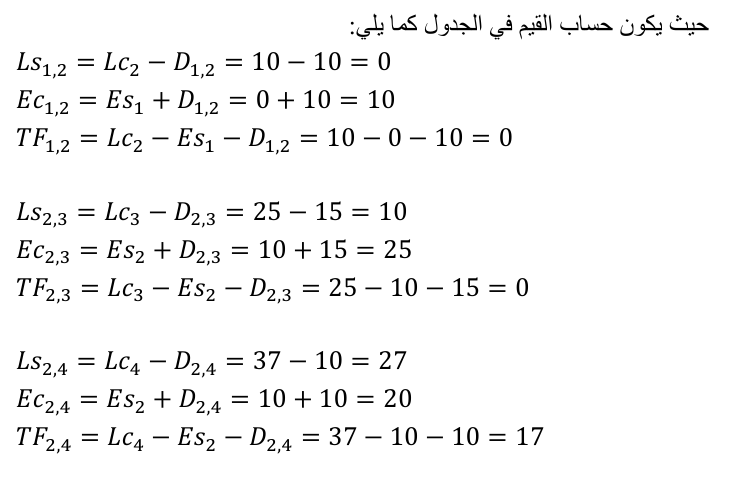 حيث يكون حساب القيم في الجدول كما يلي:
Ls₁,₂ = Lc₂ − D₁,₂ = 10 − 10 = 0
Ec₁,₂ = Es₁ + D₁,₂ = 0 + 10 = 10
TF₁,₂ = Lc₂ − Es₁ − D₁,₂ = 10 − 0 − 10 = 0
Ls₂,₃ = Lc₃ − D₂,₃ = 25 − 15 = 10
Ec₂,₃ = Es₂ + D₂,₃ = 10 + 15 = 25
TF₂,₃ = Lc₃ − Es₂ − D₂,₃ = 25 − 10 − 15 = 0
Ls₂,₄ = Lc₄ − D₂,₄ = 37 − 10 = 27
Ec₂,₄ = Es₂ + D₂,₄ = 10 + 10 = 20
TF₂,₄ = Lc₄ − Es₂ − D₂,₄ = 37 − 10 − 10 = 17